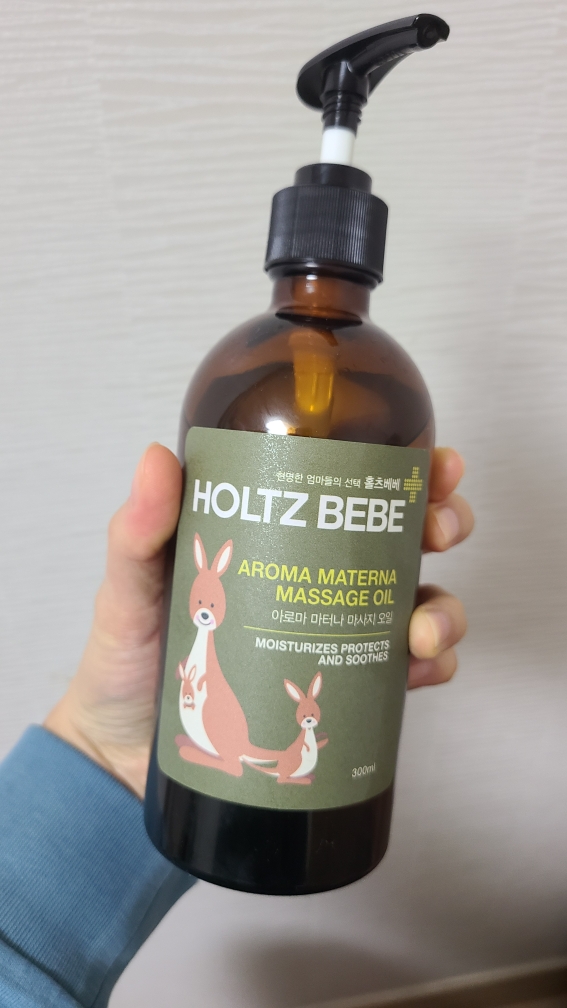 현명한 엄마들의 선택 홀츠베베
HOLTZ BEBE
AROMA MATERNA
MASSAGE OIL
아로마 마터나 마사지 오일
MOISTURIZES PROTECTS
AND SOOTHES
300ml